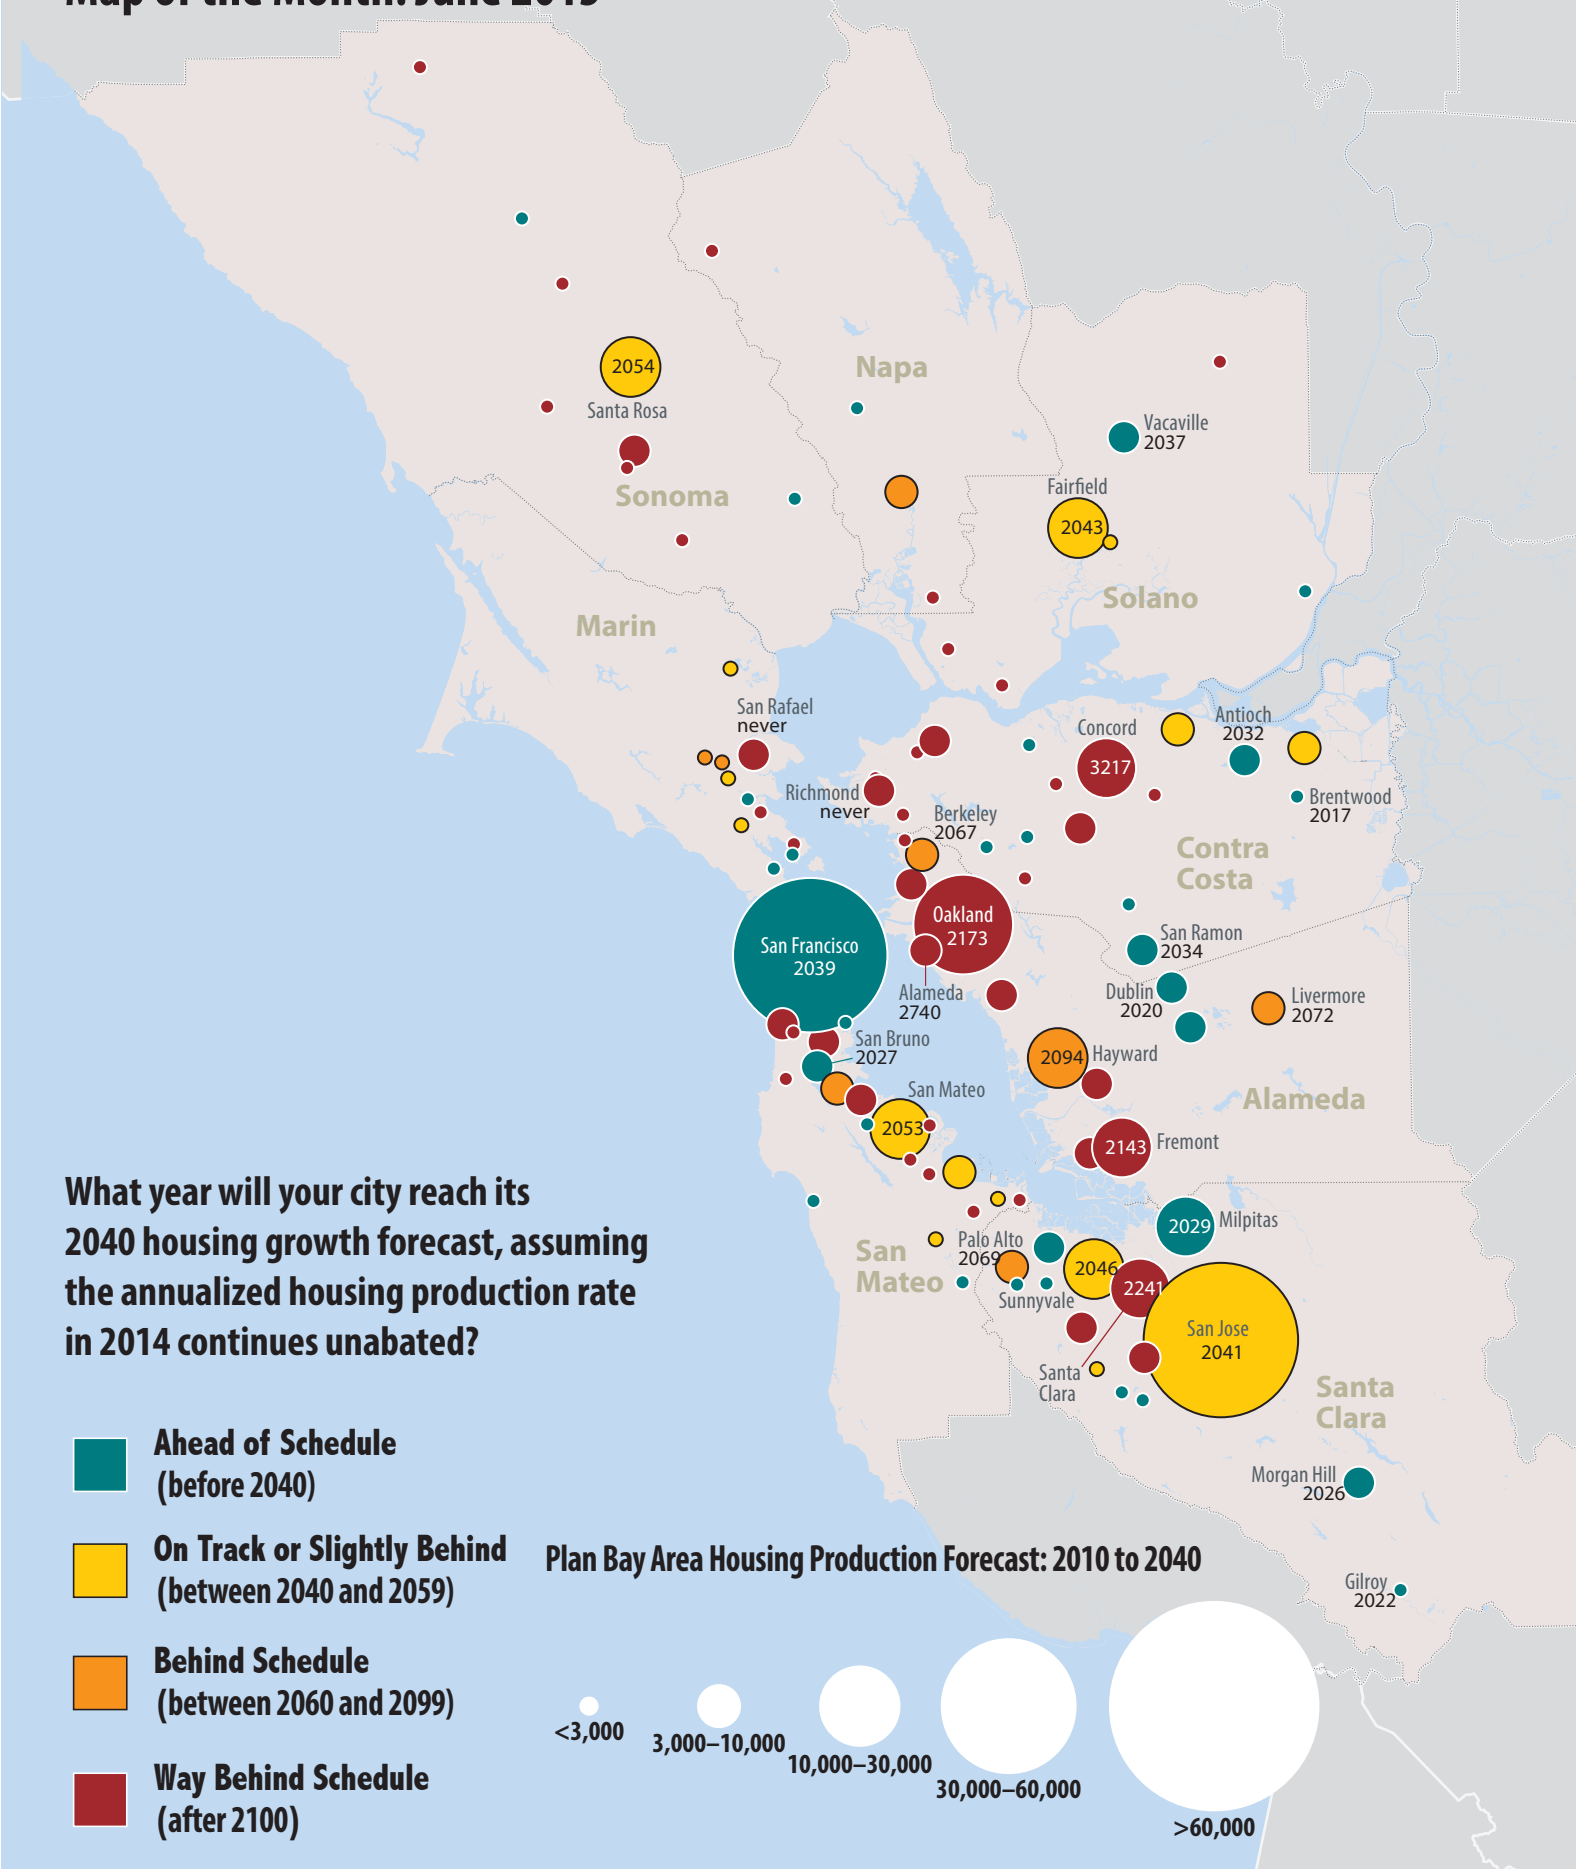 Map of the Month: June 2015
2054
Santa Rosa
Napa
Sonoma
Vacaville
2037
Fairfield
2043
Solano
Marin
San Rafael
never
Concord
3217
Antioch
2032
Richmond
never
Brentwood
2017
Berkeley
2067
Contra
Costa
Oakland
2173
San Francisco
2039
San Ramon
2034
Alameda
2740
Dublin
2020
Livermore
2072
San Bruno
2027
2094
Hayward
San Mateo
2053
Alameda
2143
Fremont
2029
Milpitas
San
Mateo
Palo Alto
2069
2046
Sunnyvale
2241
San Jose
2041
Santa
Clara
Santa
Clara
Morgan Hill
2026
Gilroy
2022
What year will your city reach its
2040 housing growth forecast, assuming
the annualized housing production rate
in 2014 continues unabated?
Ahead of Schedule
(before 2040)
On Track or Slightly Behind
(between 2040 and 2059)
Behind Schedule
(between 2060 and 2099)
Way Behind Schedule
(after 2100)
Plan Bay Area Housing Production Forecast: 2010 to 2040
<3,000
3,000–10,000
10,000–30,000
30,000–60,000
>60,000